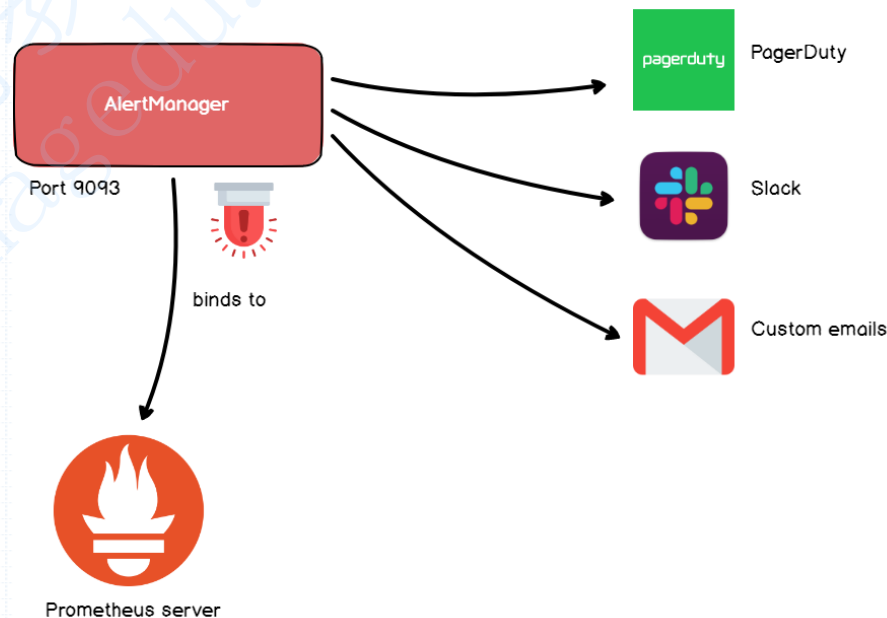 AlertManager
pagerduty
PagerDuty
Port 9093
Slack
binds to
Custom emails
Prometheus server